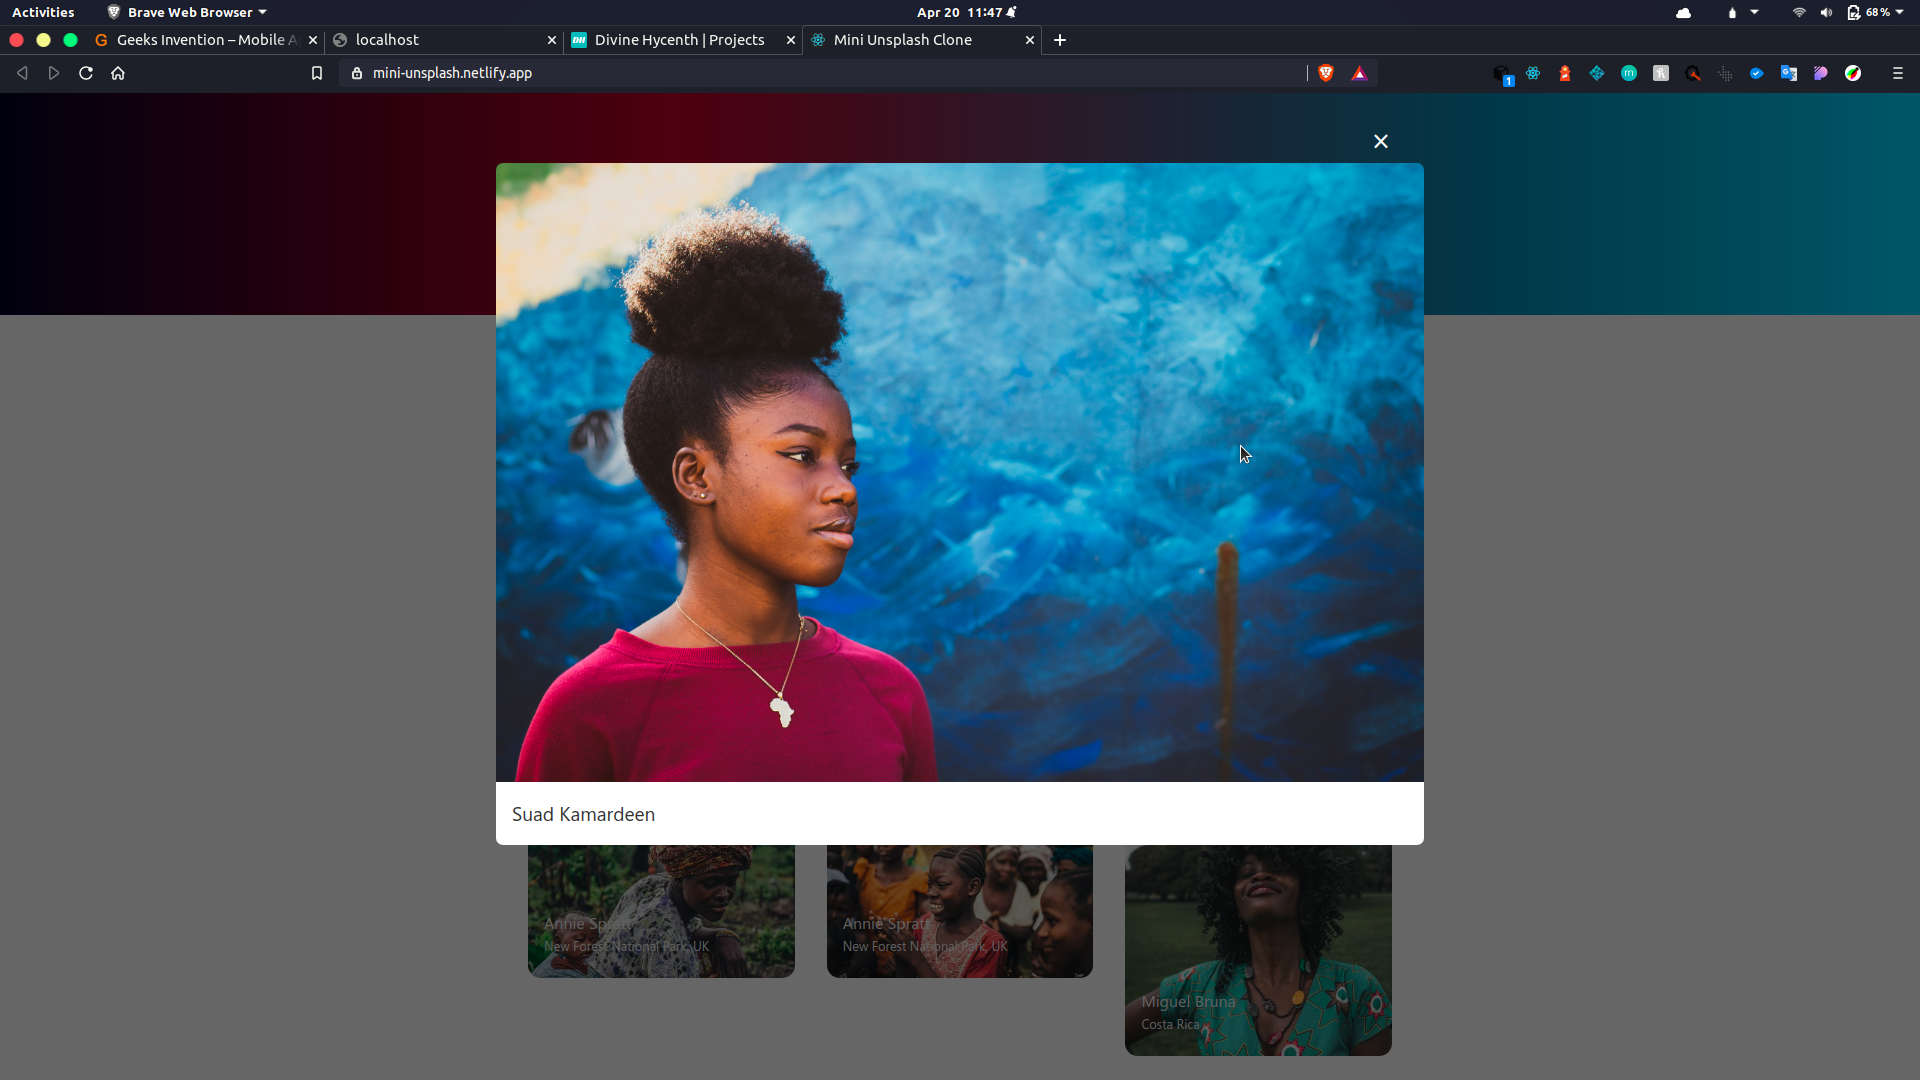 Activities
Brave Web Browser
Apr 20 11:47
68 %
Geeks Invention – Mobile A
localhost
DH
Divine Hycenth | Projects
Mini Unsplash Clone
mini-unsplash.netlify.app
1
m
Suad Kamardeen
Annie Spratt
New Forest National Park, UK
Annie Spratt
New Forest National Park, UK
Miguel Bruna
Costa Rica